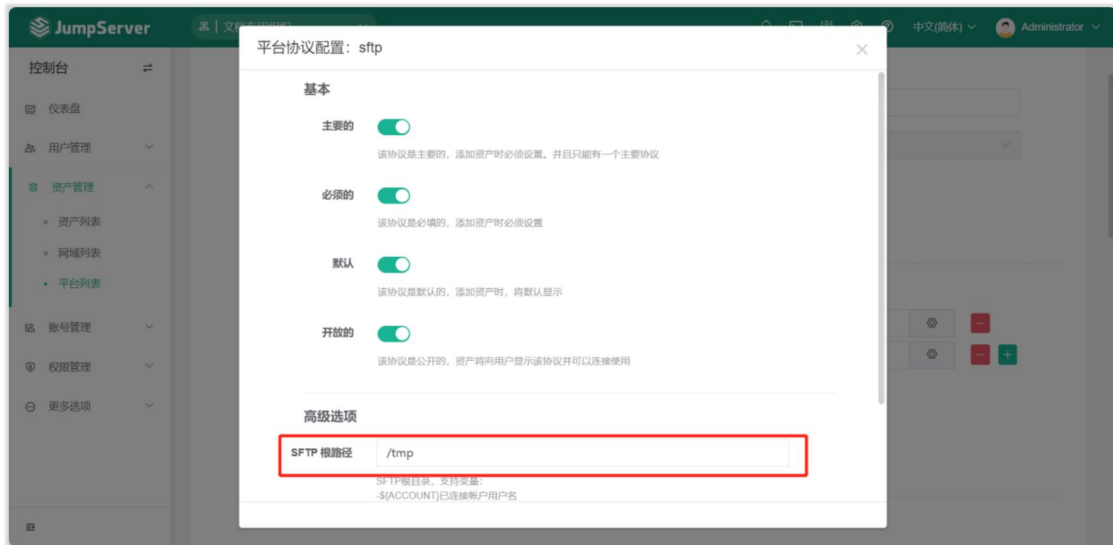 JumpServer
文档专用组织
中文(简体)
Administrator
平台协议配置：sftp
控制台
仪表盘
用户管理
资产管理
资产列表
网域列表
平台列表
账号管理
权限管理
更多选项
基本
主要的
该协议是主要的，添加资产时必须设置。并且只能有一个主要协议
必须的
该协议是必填的，添加资产时必须设置
默认
该协议是默认的，添加资产时，将默认显示
开放的
该协议是公开的，资产将向用户显示该协议并可以连接使用
高级选项
SFTP 根路径
/tmp
SFTP根目录，支持变量：
-${ACCOUNT}已连接帐户用户名